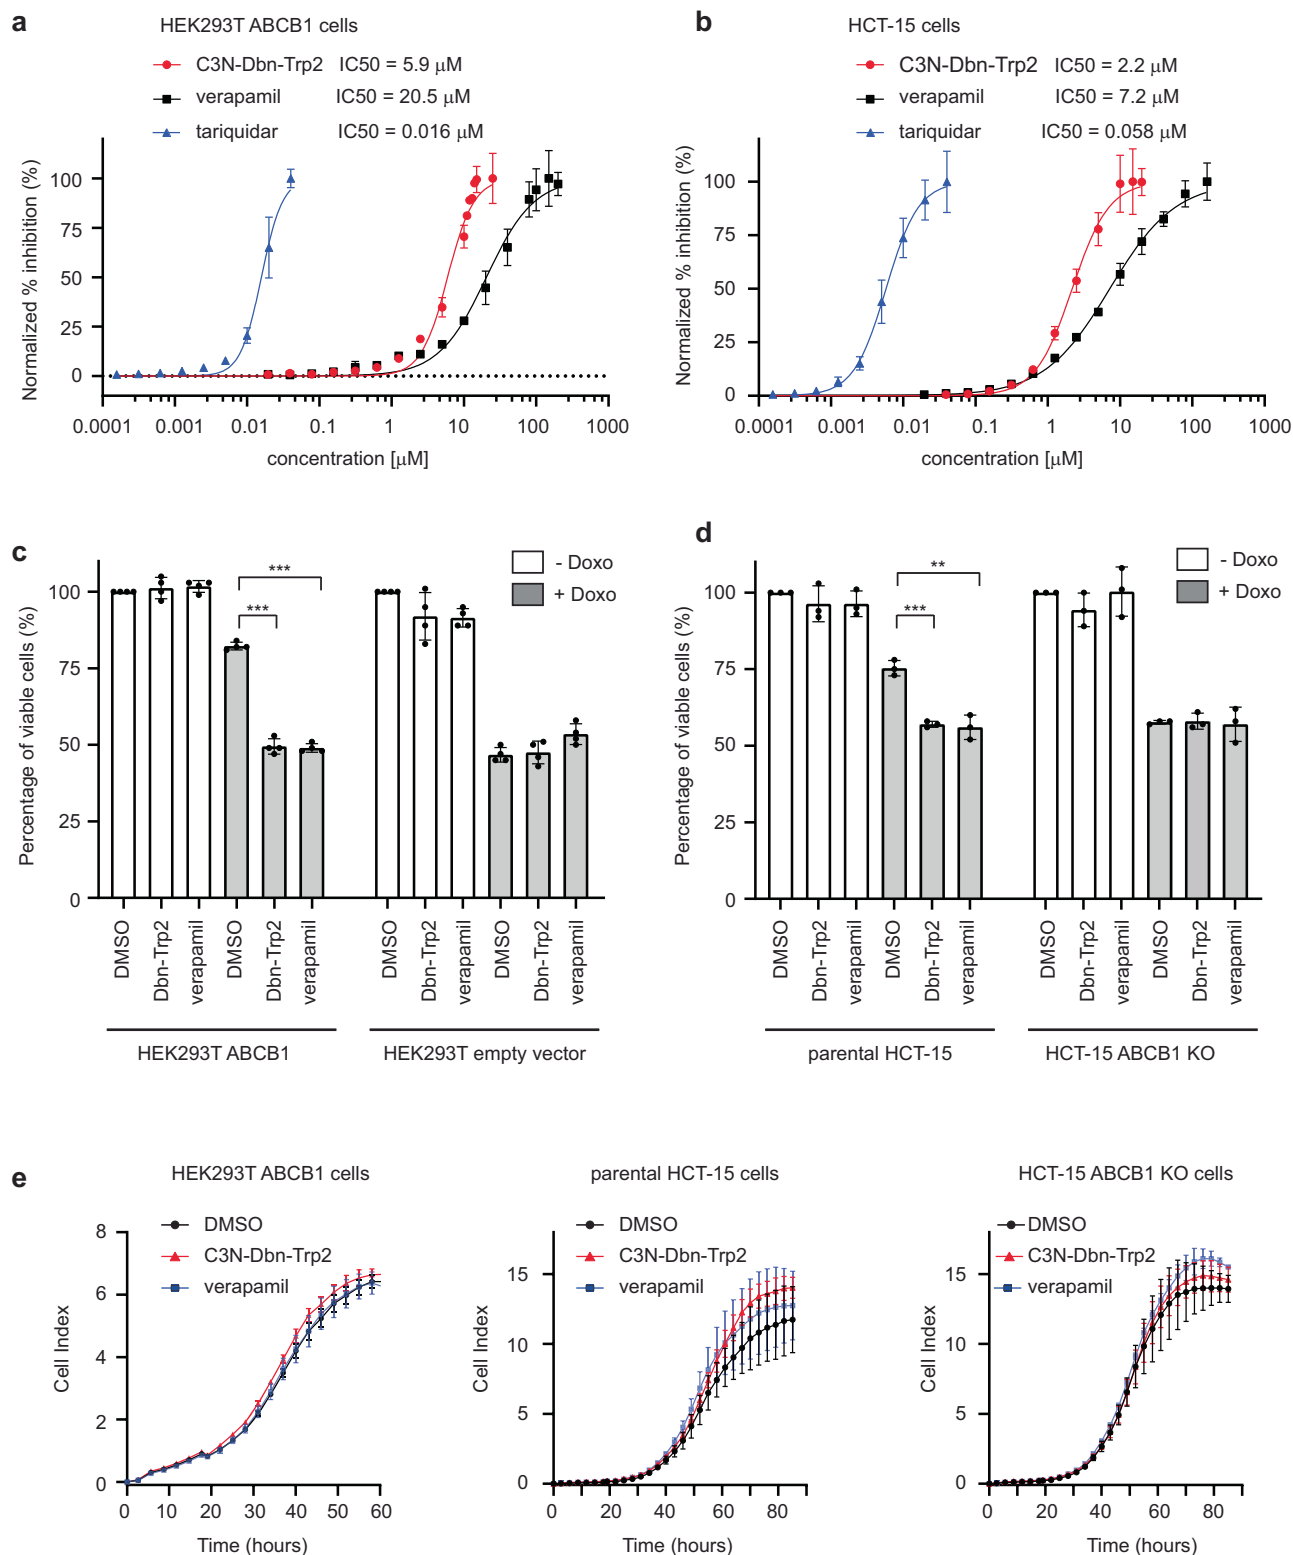 a
HEK293T ABCB1 cells
C3N-Dbn-Trp2 IC50 = 5.9 μM
verapamil IC50 = 20.5 μM
tariquidar IC50 = 0.016 μM
Normalized % inhibition (%)
100
75
50
25
0
0.0001 0.001 0.01 0.1 1 10 100 1000
concentration [μM]
b
HCT-15 cells
C3N-Dbn-Trp2 IC50 = 2.2 μM
verapamil IC50 = 7.2 μM
tariquidar IC50 = 0.058 μM
Normalized % inhibition (%)
100
75
50
25
0
0.0001 0.001 0.01 0.1 1 10 100 1000
concentration [μM]
c
- Doxo
+ Doxo
***
***
Percentage of viable cells (%)
100
75
50
25
0
DMSO
Dbn-Trp2
verapamil
DMSO
Dbn-Trp2
verapamil
DMSO
Dbn-Trp2
verapamil
DMSO
Dbn-Trp2
verapamil
HEK293T ABCB1
HEK293T empty vector
d
- Doxo
+ Doxo
**
***
Percentage of viable cells (%)
100
75
50
25
0
DMSO
Dbn-Trp2
verapamil
DMSO
Dbn-Trp2
verapamil
DMSO
Dbn-Trp2
verapamil
DMSO
Dbn-Trp2
verapamil
parental HCT-15
HCT-15 ABCB1 KO
e
HEK293T ABCB1 cells
DMSO
C3N-Dbn-Trp2
verapamil
Cell Index
8
6
4
2
0
0 10 20 30 40 50 60
Time (hours)
parental HCT-15 cells
DMSO
C3N-Dbn-Trp2
verapamil
Cell Index
15
10
5
0
0 20 40 60 80
Time (hours)
HCT-15 ABCB1 KO cells
DMSO
C3N-Dbn-Trp2
verapamil
Cell Index
15
10
5
0
0 20 40 60 80
Time (hours)